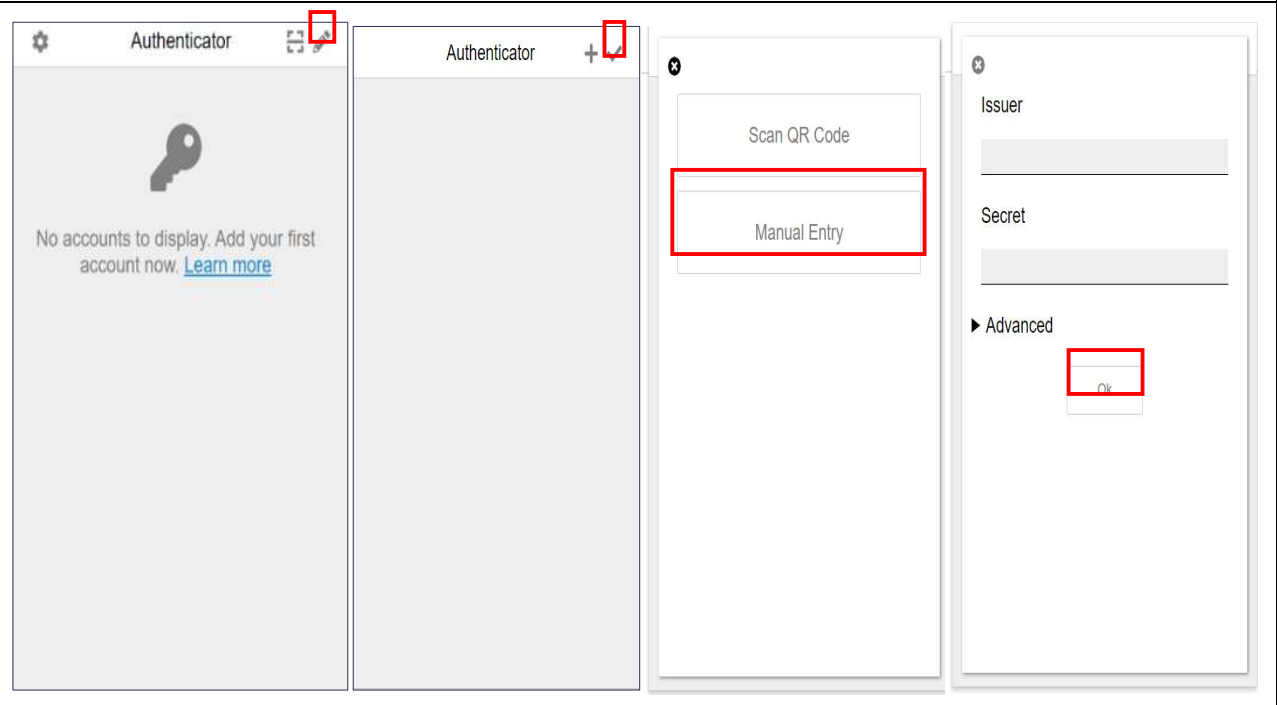 Authenticator
No accounts to display. Add your first
account now. Learn more
Authenticator
Scan QR Code
Manual Entry
Issuer
Secret
Advanced
Ok